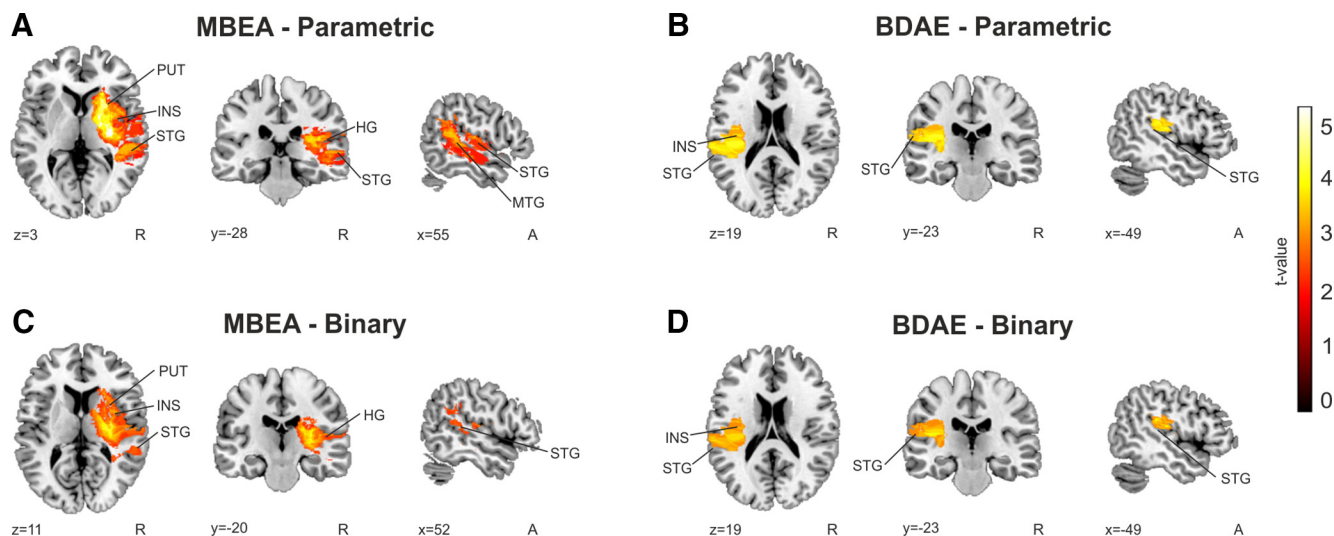 A
MBEA - Parametric
PUT
INS
STG
HG
STG
STG
MTG
z=3
R
y=-28
R
x=55
A
B
BDAE - Parametric
INS
STG
STG
STG
z=19
R
y=-23
R
x=-49
A
C
MBEA - Binary
PUT
INS
STG
HG
STG
z=11
R
y=-20
R
x=52
A
D
BDAE - Binary
INS
STG
STG
STG
z=19
R
y=-23
R
x=-49
A
t-value
5
4
3
2
1
0